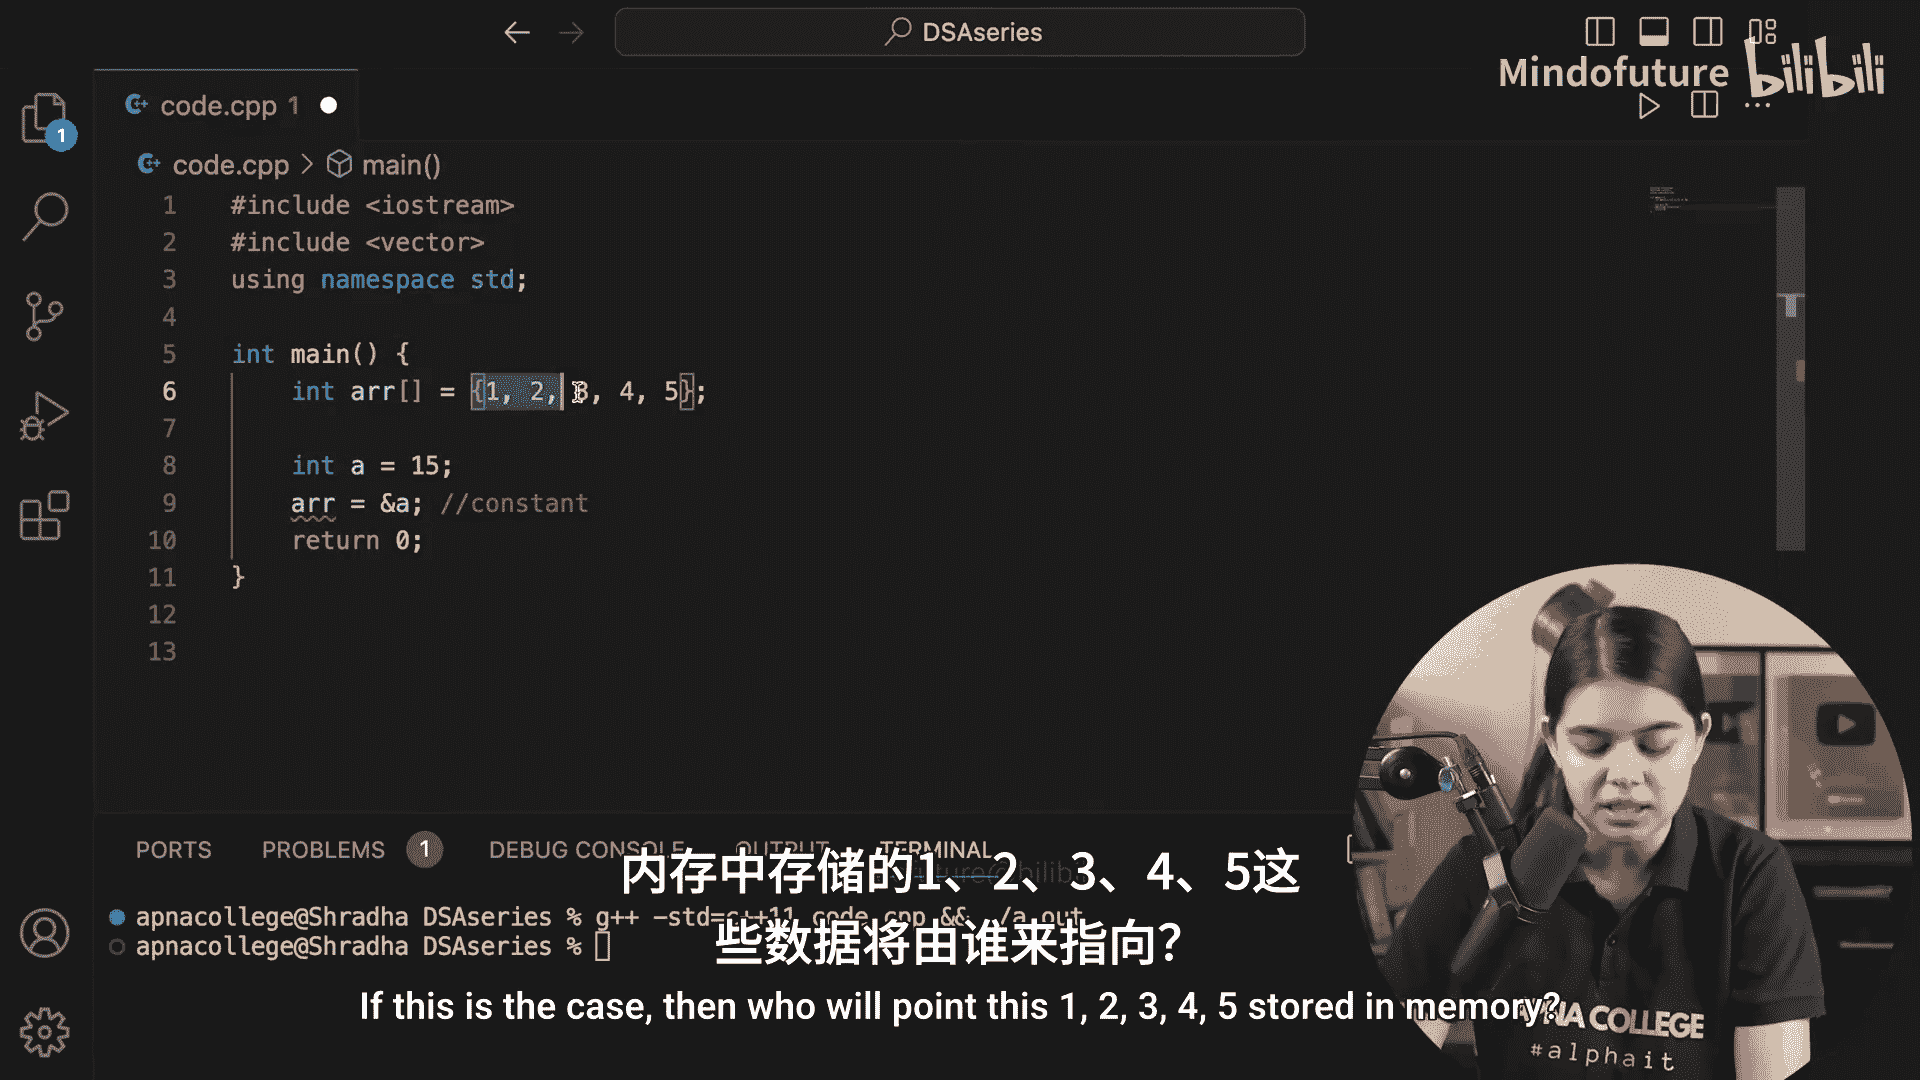 DSAseries
Mindofuture bilibili
code.cpp 1
1
code.cpp > main()
1 #include <iostream>
2 #include <vector>
3 using namespace std;
4
5 int main() {
6 int arr[] = {1, 2, 3, 4, 5};
7
8 int a = 15;
9 arr = &a; //constant
10 return 0;
11 }
12
13
PORTS PROBLEMS 1 DEBUG CONSOLE OUTPUT TERMINAL
内存中存储的1、2、3、4、5这
apnacollege@Shradha DSAseries % g++ -std=c++11 code.cpp && ./a.out
些数据将由谁来指向？
apnacollege@Shradha DSAseries %
If this is the case, then who will point this 1, 2, 3, 4, 5 stored in memory?
COLLEGE
#alphait